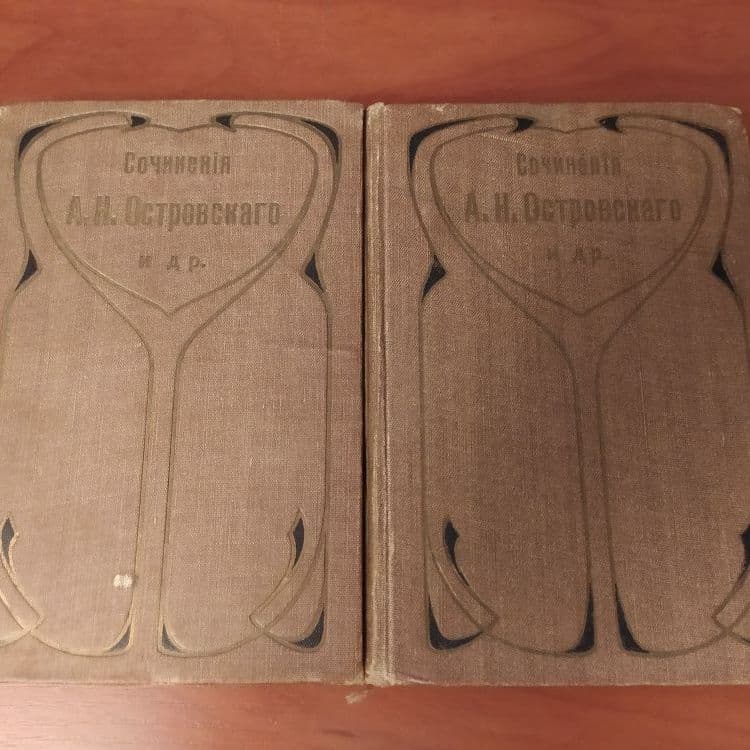 Сочиненія
А. Н. Островскаго
и др.
Сочиненія
А. Н. Островскаго
и др.